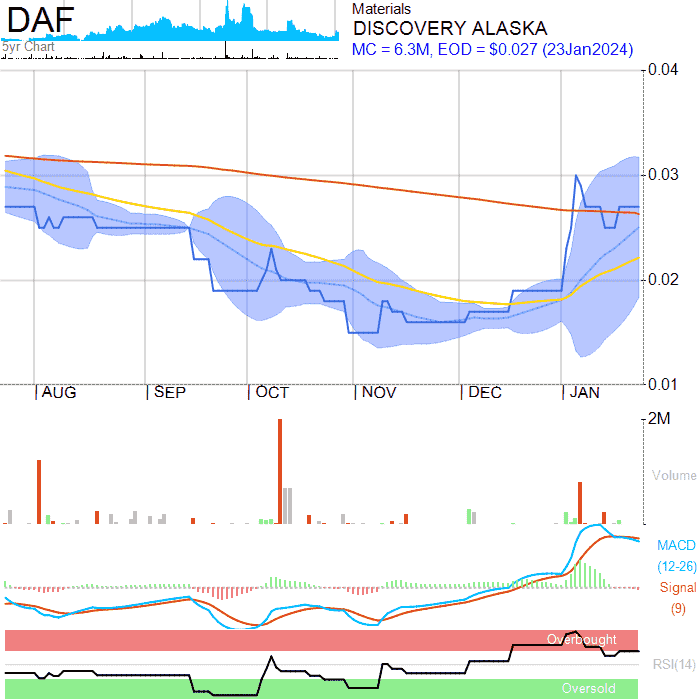 DAF
5yr Chart
Materials
DISCOVERY ALASKA
MC = 6.3M, EOD = $0.027 (23Jan2024)
0.04
0.03
0.02
0.01
AUG SEP OCT NOV DEC JAN
2M
Volume
MACD
(12-26)
Signal
(9)
Overbought
RSI(14)
Oversold